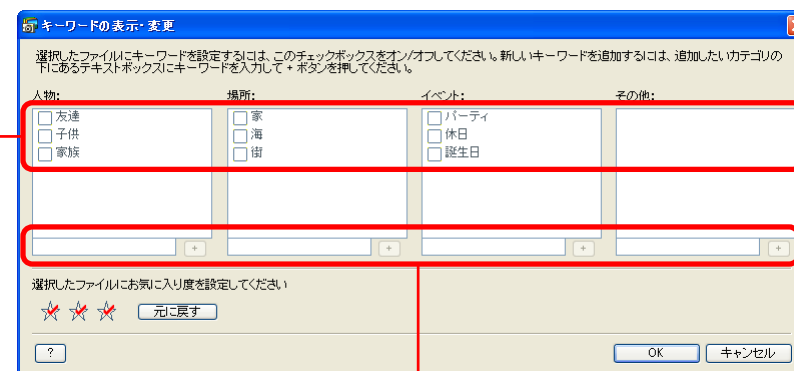 キーワードの表示・変更
選択したファイルにキーワードを設定するには、このチェックボックスをオン/オフしてください。新しいキーワードを追加するには、追加したいカテゴリの
下にあるテキストボックスにキーワードを入力して + ボタンを押してください。
人物: 場所: イベント: その他:
友達 家 パーティ
子供 海 休日
家族 街 誕生日
+ + + +
選択したファイルにお気に入り度を設定してください
元に戻す
? OK キャンセル